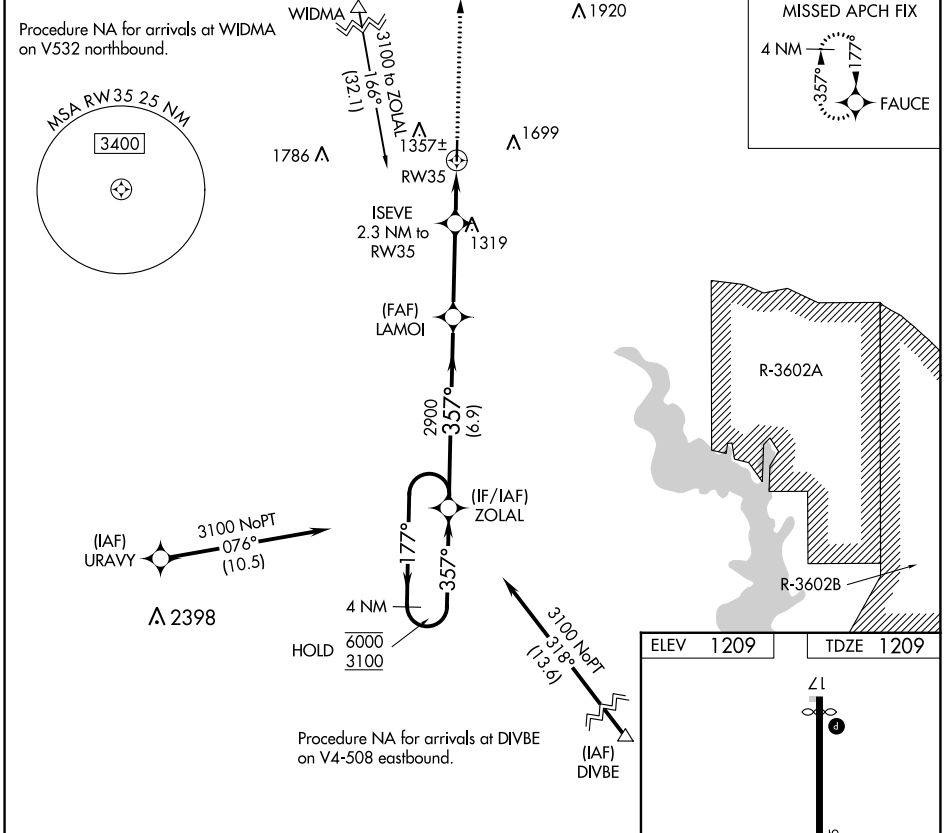 Procedure NA for arrivals at WIDMA
on V532 northbound.
WIDMA
3100 to ZOLAL
166°
(32.1)
1920
MISSED APCH FIX
4 NM
357°
177°
FAUCE
MSA RW35 25 NM
3400
1786
1357±
1699
RW35
ISEVE
2.3 NM to
RW35
1319
(FAF)
LAMOI
R-3602A
2900
357°
(6.9)
(IF/IAF)
ZOLAL
(IAF)
URAVY
3100 NoPT
076°
(10.5)
177°
357°
2398
4 NM
HOLD
6000
3100
R-3602B
3100 NoPT
318°
(13.6)
(IAF)
DIVBE
Procedure NA for arrivals at DIVBE
on V4-508 eastbound.
ELEV 1209
TDZE 1209
17
P